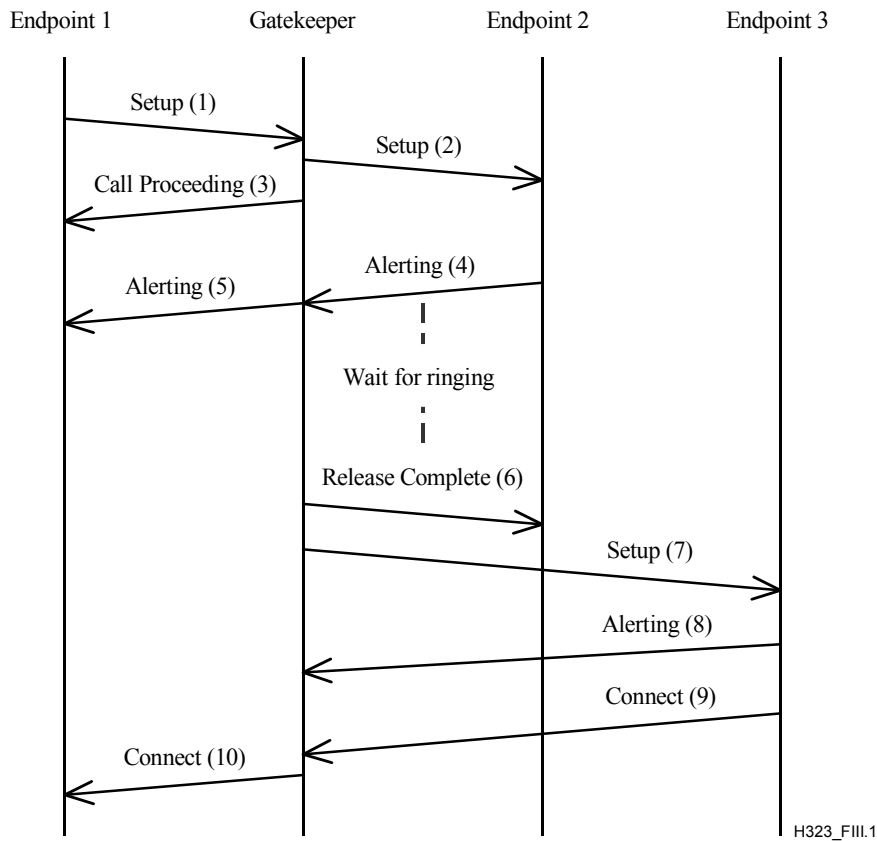 Endpoint 1
Gatekeeper
Endpoint 2
Endpoint 3
Setup (1)
Setup (2)
Call Proceeding (3)
Alerting (4)
Alerting (5)
Wait for ringing
Release Complete (6)
Setup (7)
Alerting (8)
Connect (9)
Connect (10)
H323_FIII.1